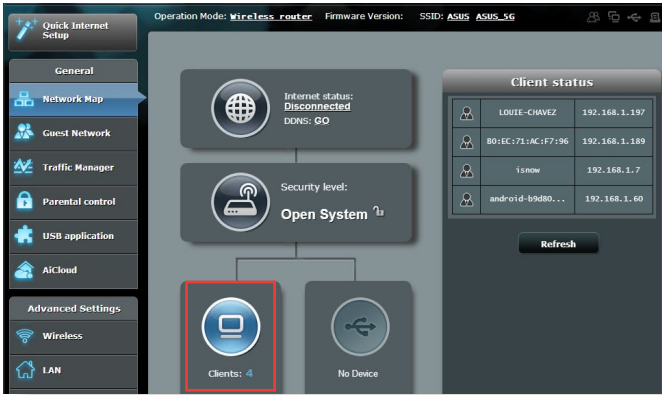 Operation Mode: Wireless router Firmware Version: SSID: ASUS ASUS_5G
Quick Internet
Setup
General
Network Map
Guest Network
Traffic Manager
Parental control
USB application
AiCloud
Advanced Settings
Wireless
LAN
Internet status:
Disconnected
DDNS: GO
Security level:
Open System
Clients: 4
No Device
Client status
LOUIE-CHAVEZ 192.168.1.197
B0:EC:71:AC:F7:96 192.168.1.189
isnow 192.168.1.7
android-b9d80... 192.168.1.60
Refresh